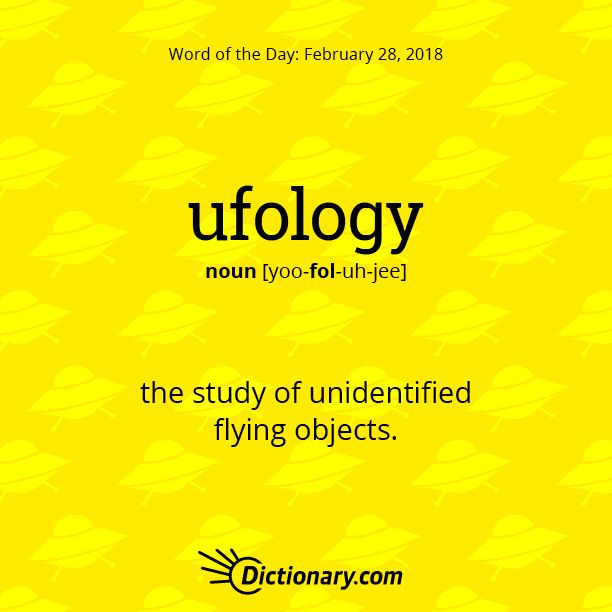 Word of the Day: February 28, 2018
ufology
noun [yoo-fol-uh-jee]
the study of unidentified
flying objects.
Dictionary.com